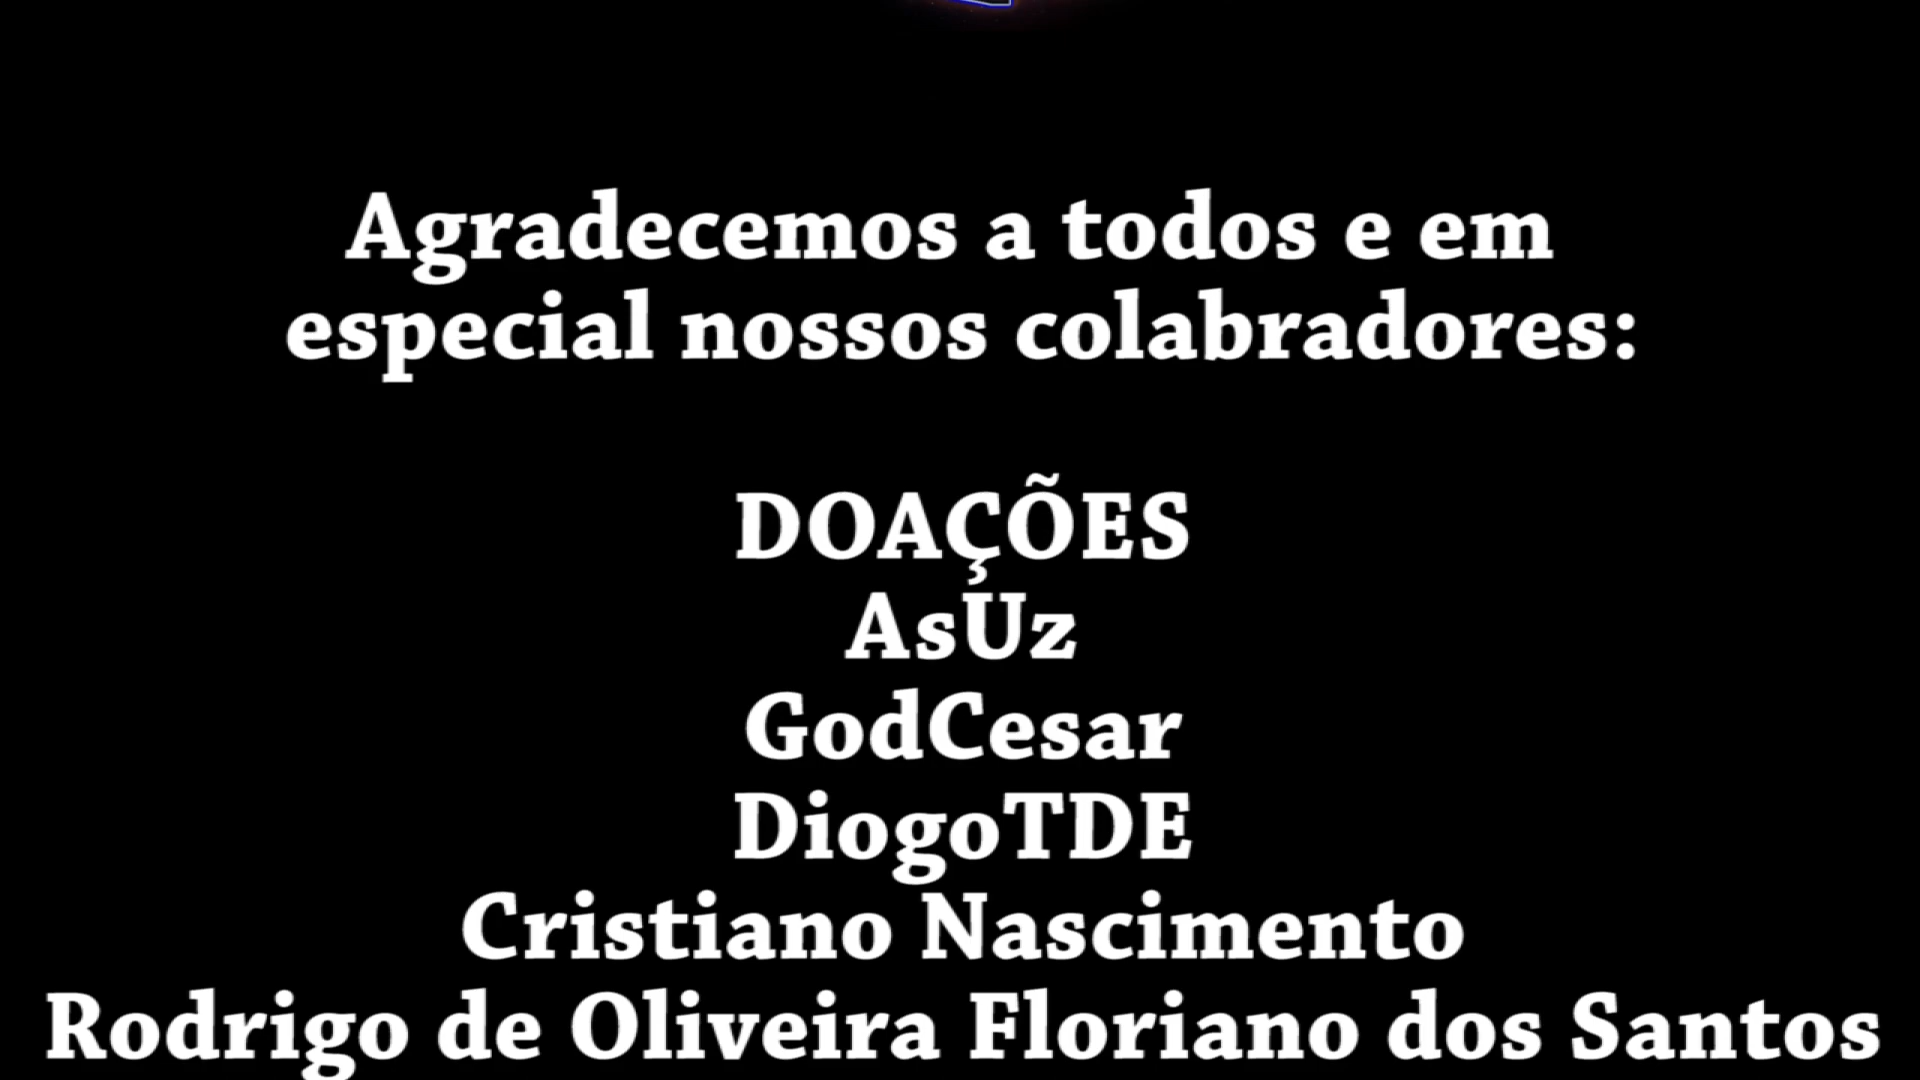 Agradecemos a todos e em
especial nossos colabradores:
DOAÇÕES
AsUz
GodCesar
DiogoTDE
Cristiano Nascimento
Rodrigo de Oliveira Floriano dos Santos